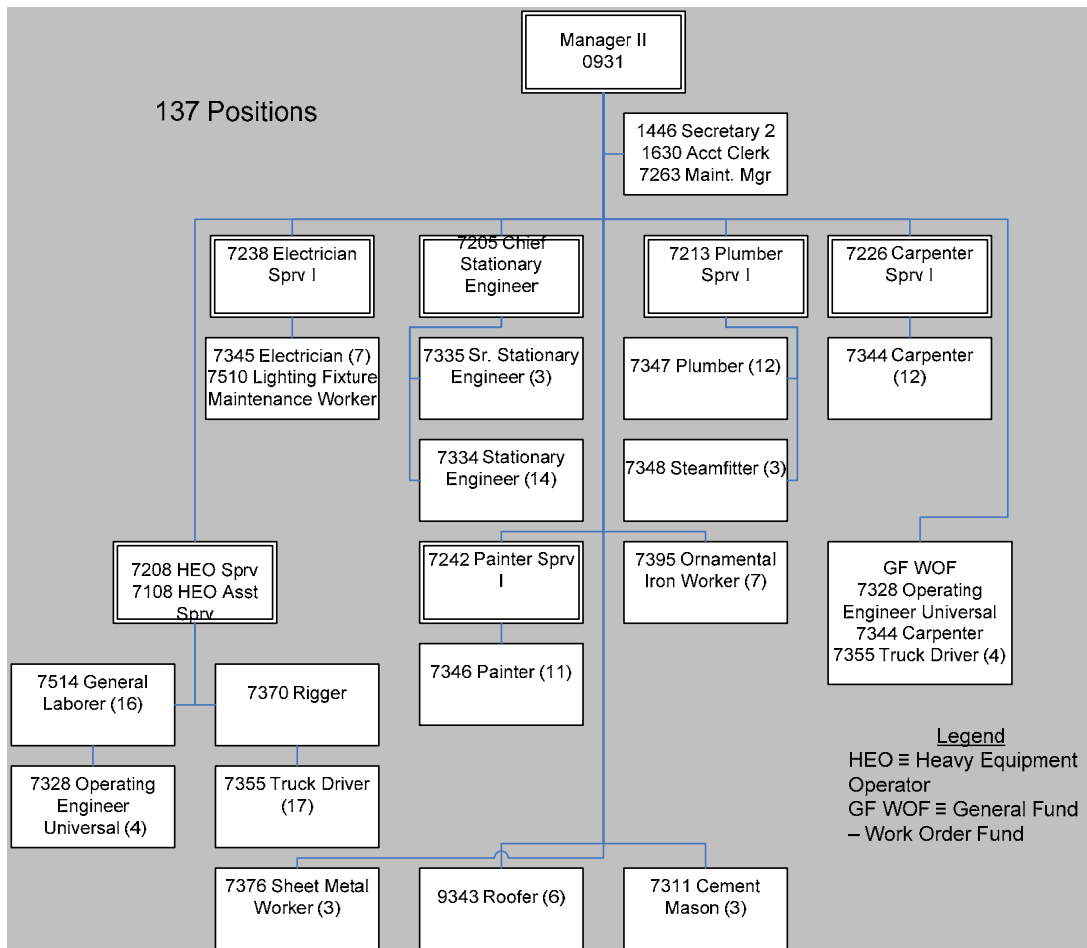 Manager II
0931
137 Positions
1446 Secretary 2
1630 Acct Clerk
7263 Maint. Mgr
7238 Electrician
Sprv I
7205 Chief
Stationary
Engineer
7213 Plumber
Sprv I
7226 Carpenter
Sprv I
7345 Electrician (7)
7510 Lighting Fixture
Maintenance Worker
7335 Sr. Stationary
Engineer (3)
7347 Plumber (12)
7344 Carpenter
(12)
7334 Stationary
Engineer (14)
7348 Steamfitter (3)
7208 HEO Sprv
7108 HEO Asst
Sprv
7242 Painter Sprv
I
7395 Ornamental
Iron Worker (7)
GF WOF
7328 Operating
Engineer Universal
7344 Carpenter
7355 Truck Driver (4)
7514 General
Laborer (16)
7370 Rigger
7346 Painter (11)
7328 Operating
Engineer
Universal (4)
7355 Truck Driver
(17)
Legend
HEO ≡ Heavy Equipment
Operator
GF WOF ≡ General Fund
– Work Order Fund
7376 Sheet Metal
Worker (3)
9343 Roofer (6)
7311 Cement
Mason (3)